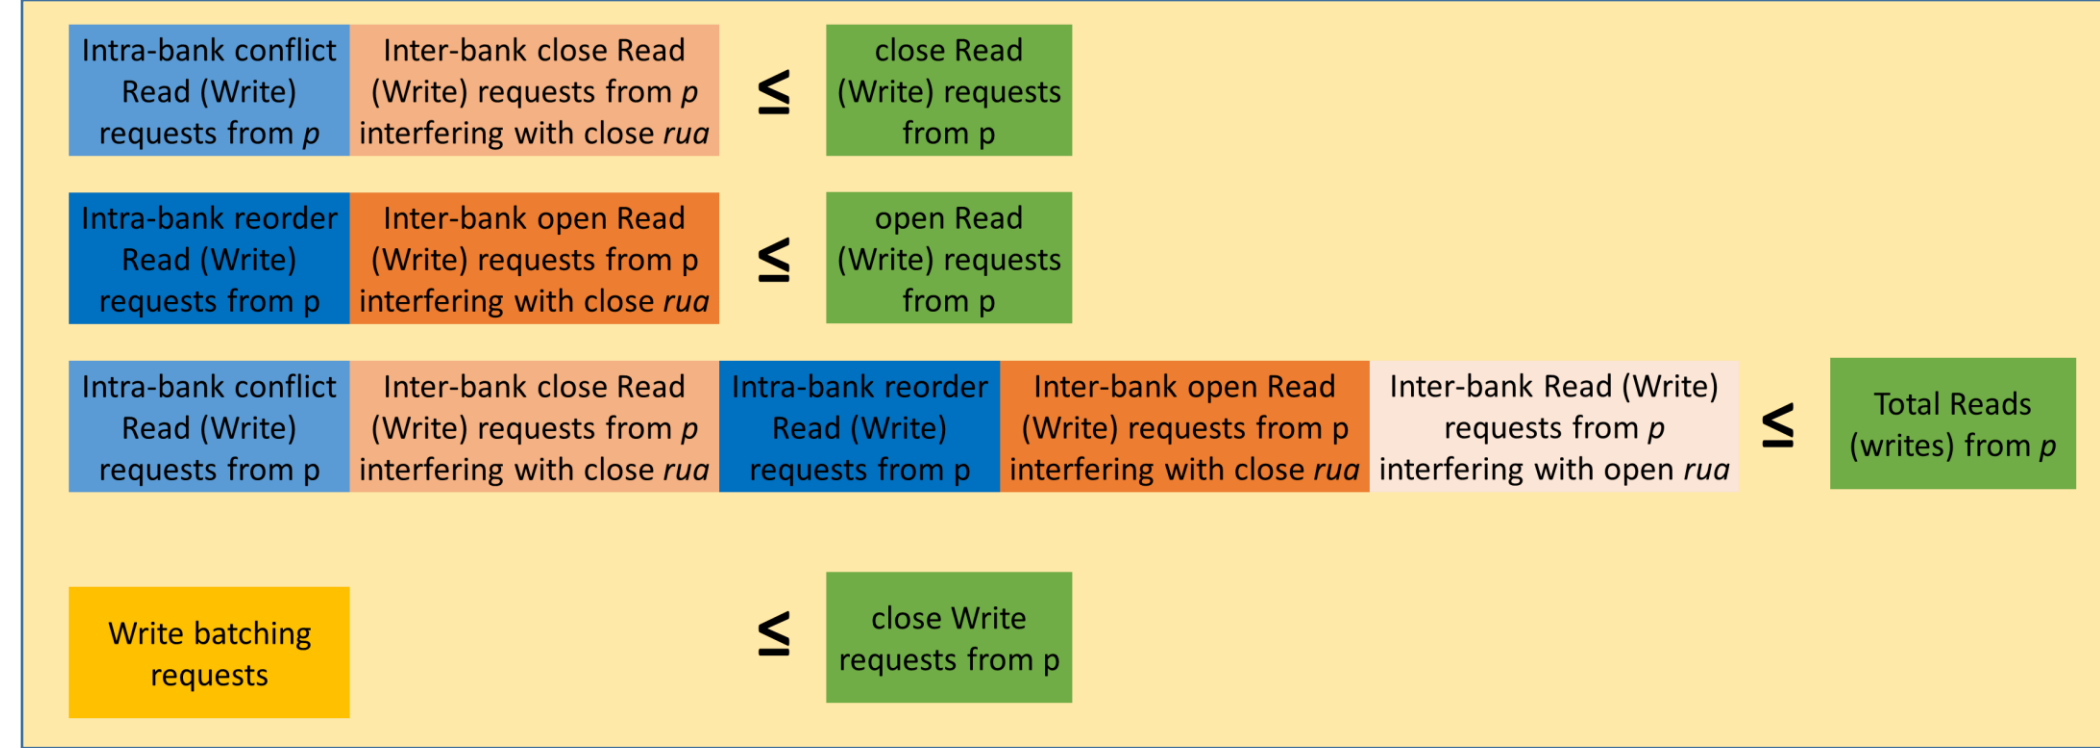 Intra-bank conflict
Read (Write)
requests from p
Inter-bank close Read
(Write) requests from p
interfering with close rua
≤
close Read
(Write) requests
from p
Intra-bank reorder
Read (Write)
requests from p
Inter-bank open Read
(Write) requests from p
interfering with close rua
≤
open Read
(Write) requests
from p
Intra-bank conflict
Read (Write)
requests from p
Inter-bank close Read
(Write) requests from p
interfering with close rua
Intra-bank reorder
Read (Write)
requests from p
Inter-bank open Read
(Write) requests from p
interfering with close rua
Inter-bank Read (Write)
requests from p
interfering with open rua
≤
Total Reads
(writes) from p
Write batching
requests
≤
close Write
requests from p